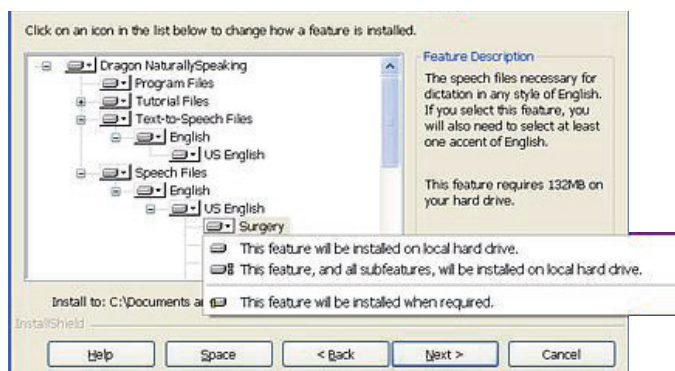 Click on an icon in the list below to change how a feature is installed.
Dragon NaturallySpeaking
Program Files
Tutorial Files
Text-to-Speech Files
English
US English
Speech Files
English
US English
Surgery
Feature Description
The speech files necessary for
dictation in any style of English.
If you select this feature, you
will also need to select at least
one accent of English.
This feature requires 132MB on
your hard drive.
This feature will be installed on local hard drive.
This feature, and all subfeatures, will be installed on local hard drive.
This feature will be installed when required.
Install to: C:\Documents
InstallShield
Help
Space
< Back
Next >
Cancel